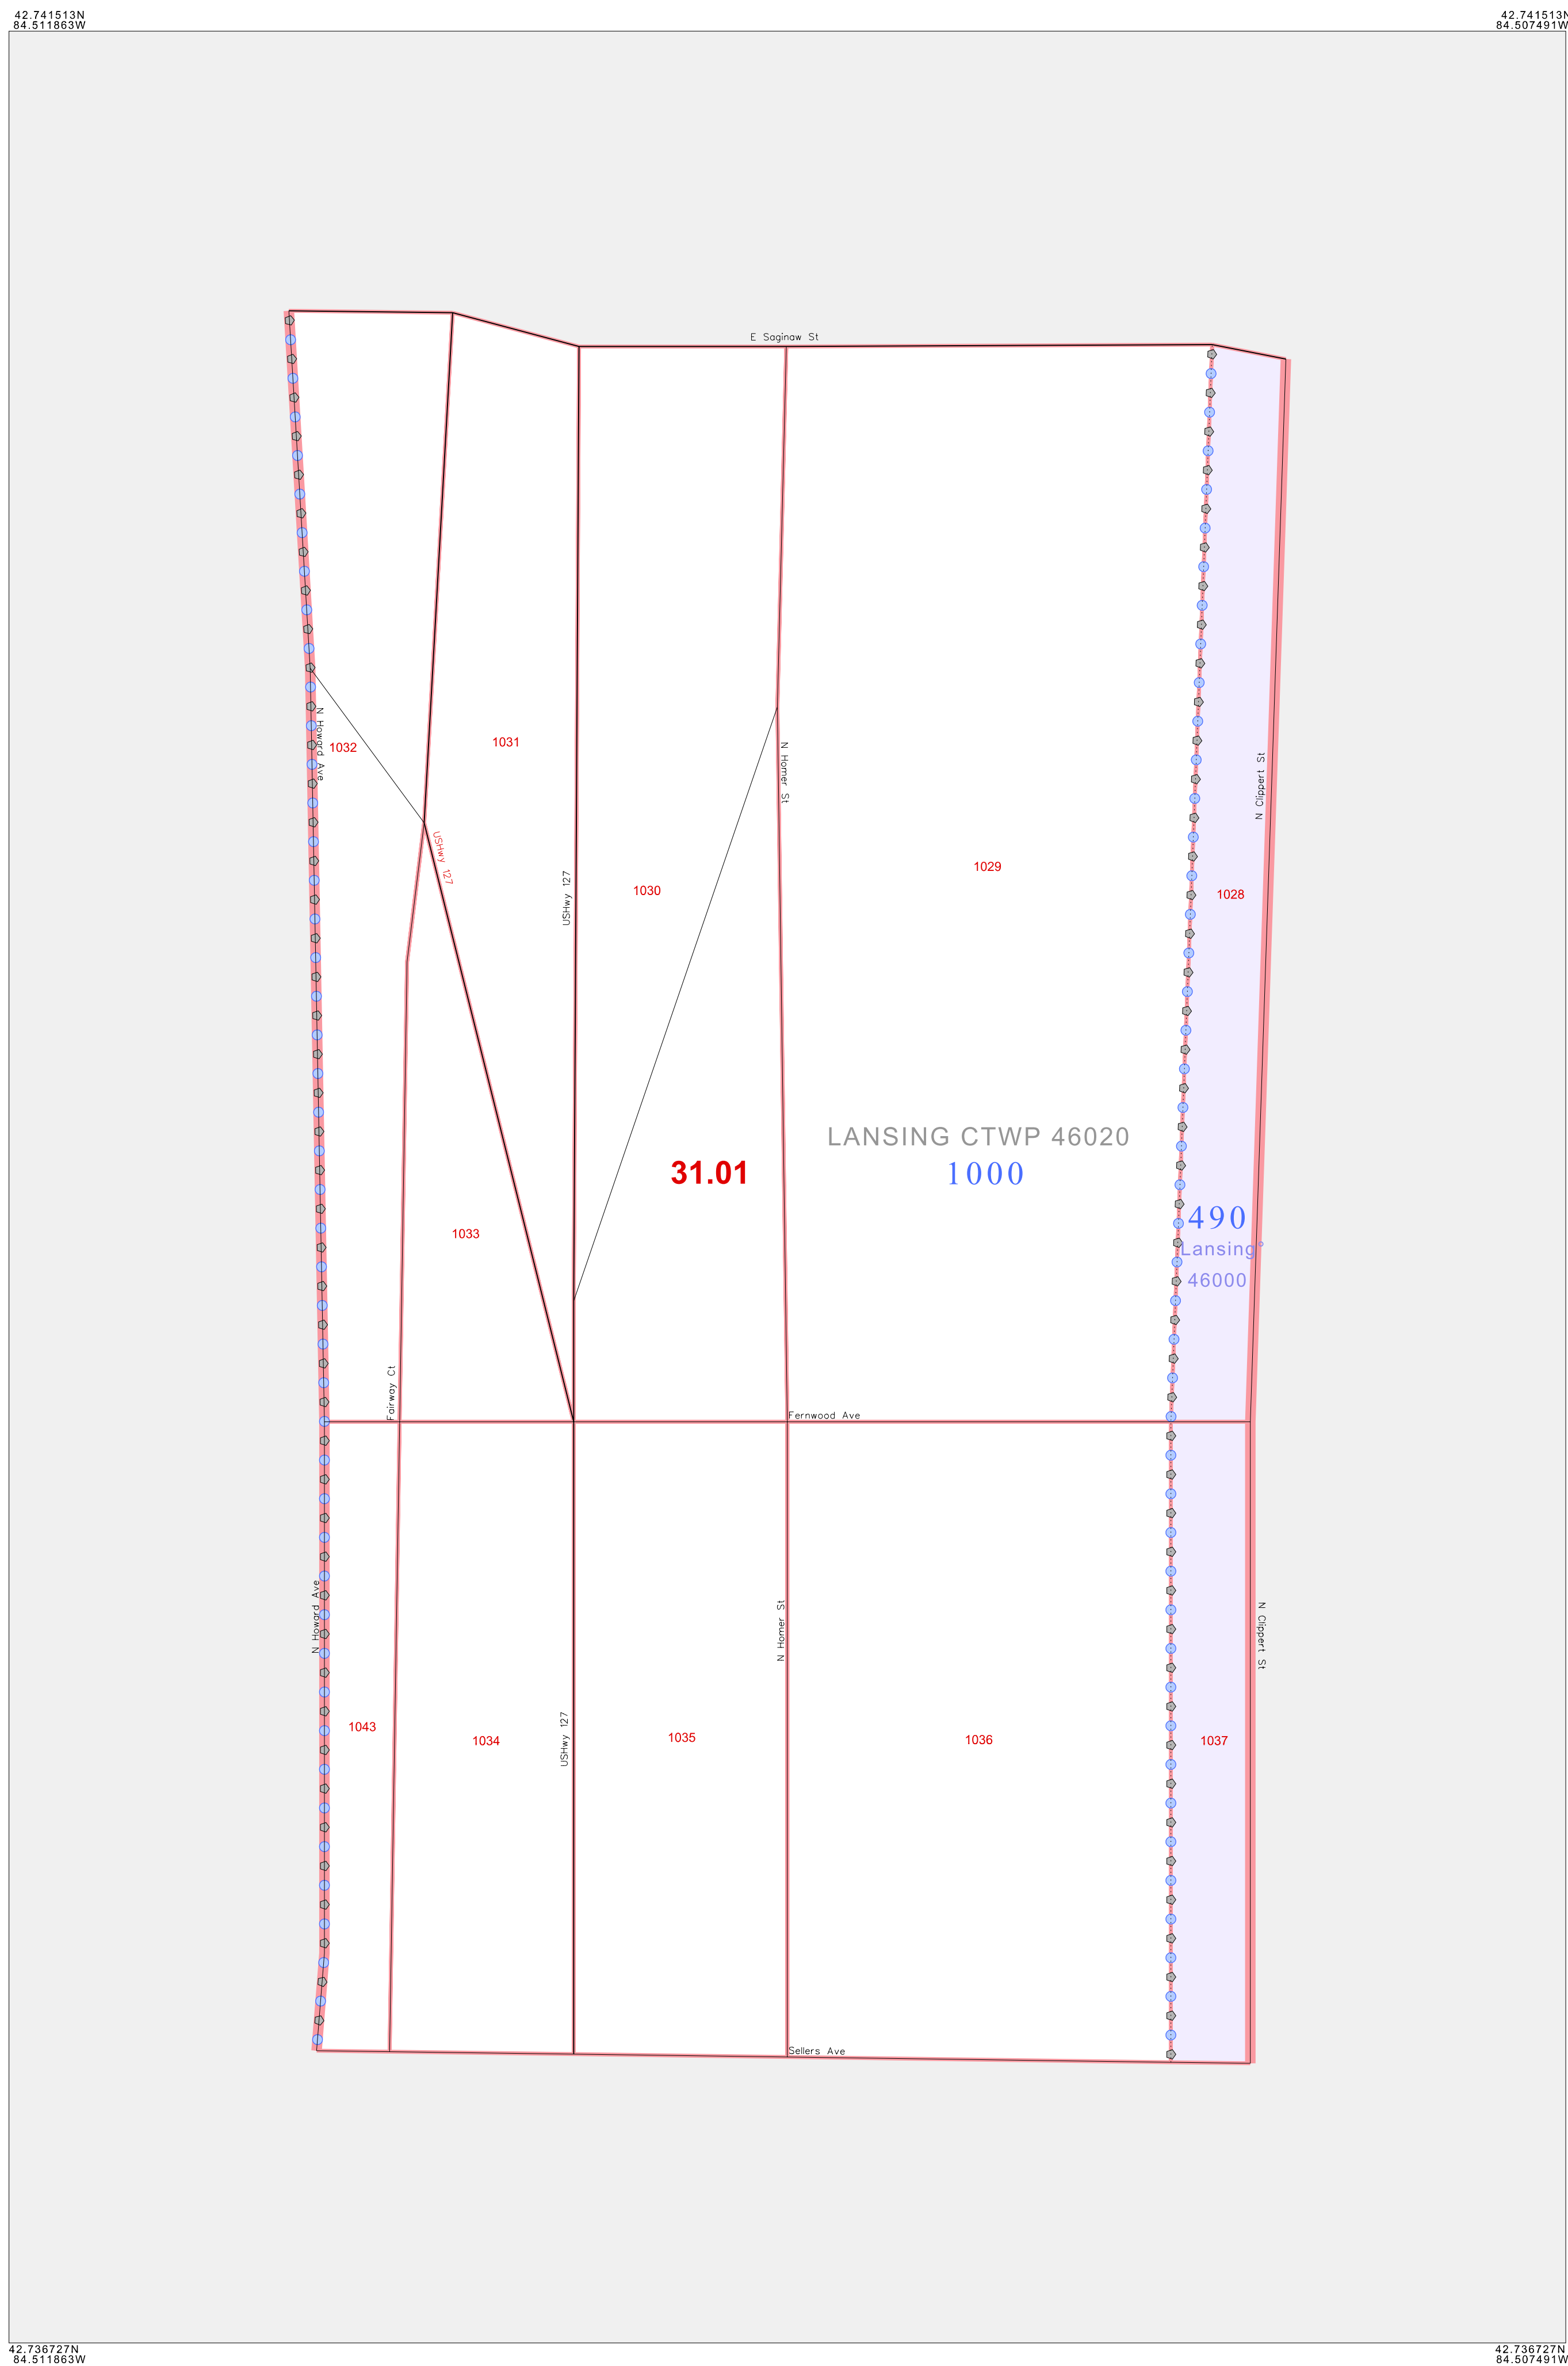 42.741513N
84.511863W
42.741513N
84.507491W
E Saginaw St
N Howard Ave
1032
1031
N Homer St
N Clippert St
USHwy 127
USHwy 127
1030
1029
1028
LANSING CTWP 46020
31.01
1000
490
Lansing°
46000
1033
Fairway Ct
Fernwood Ave
N Howard Ave
N Homer St
N Clippert St
1043
1034
USHwy 127
1035
1036
1037
Sellers Ave
42.736727N
84.511863W
42.736727N
84.507491W